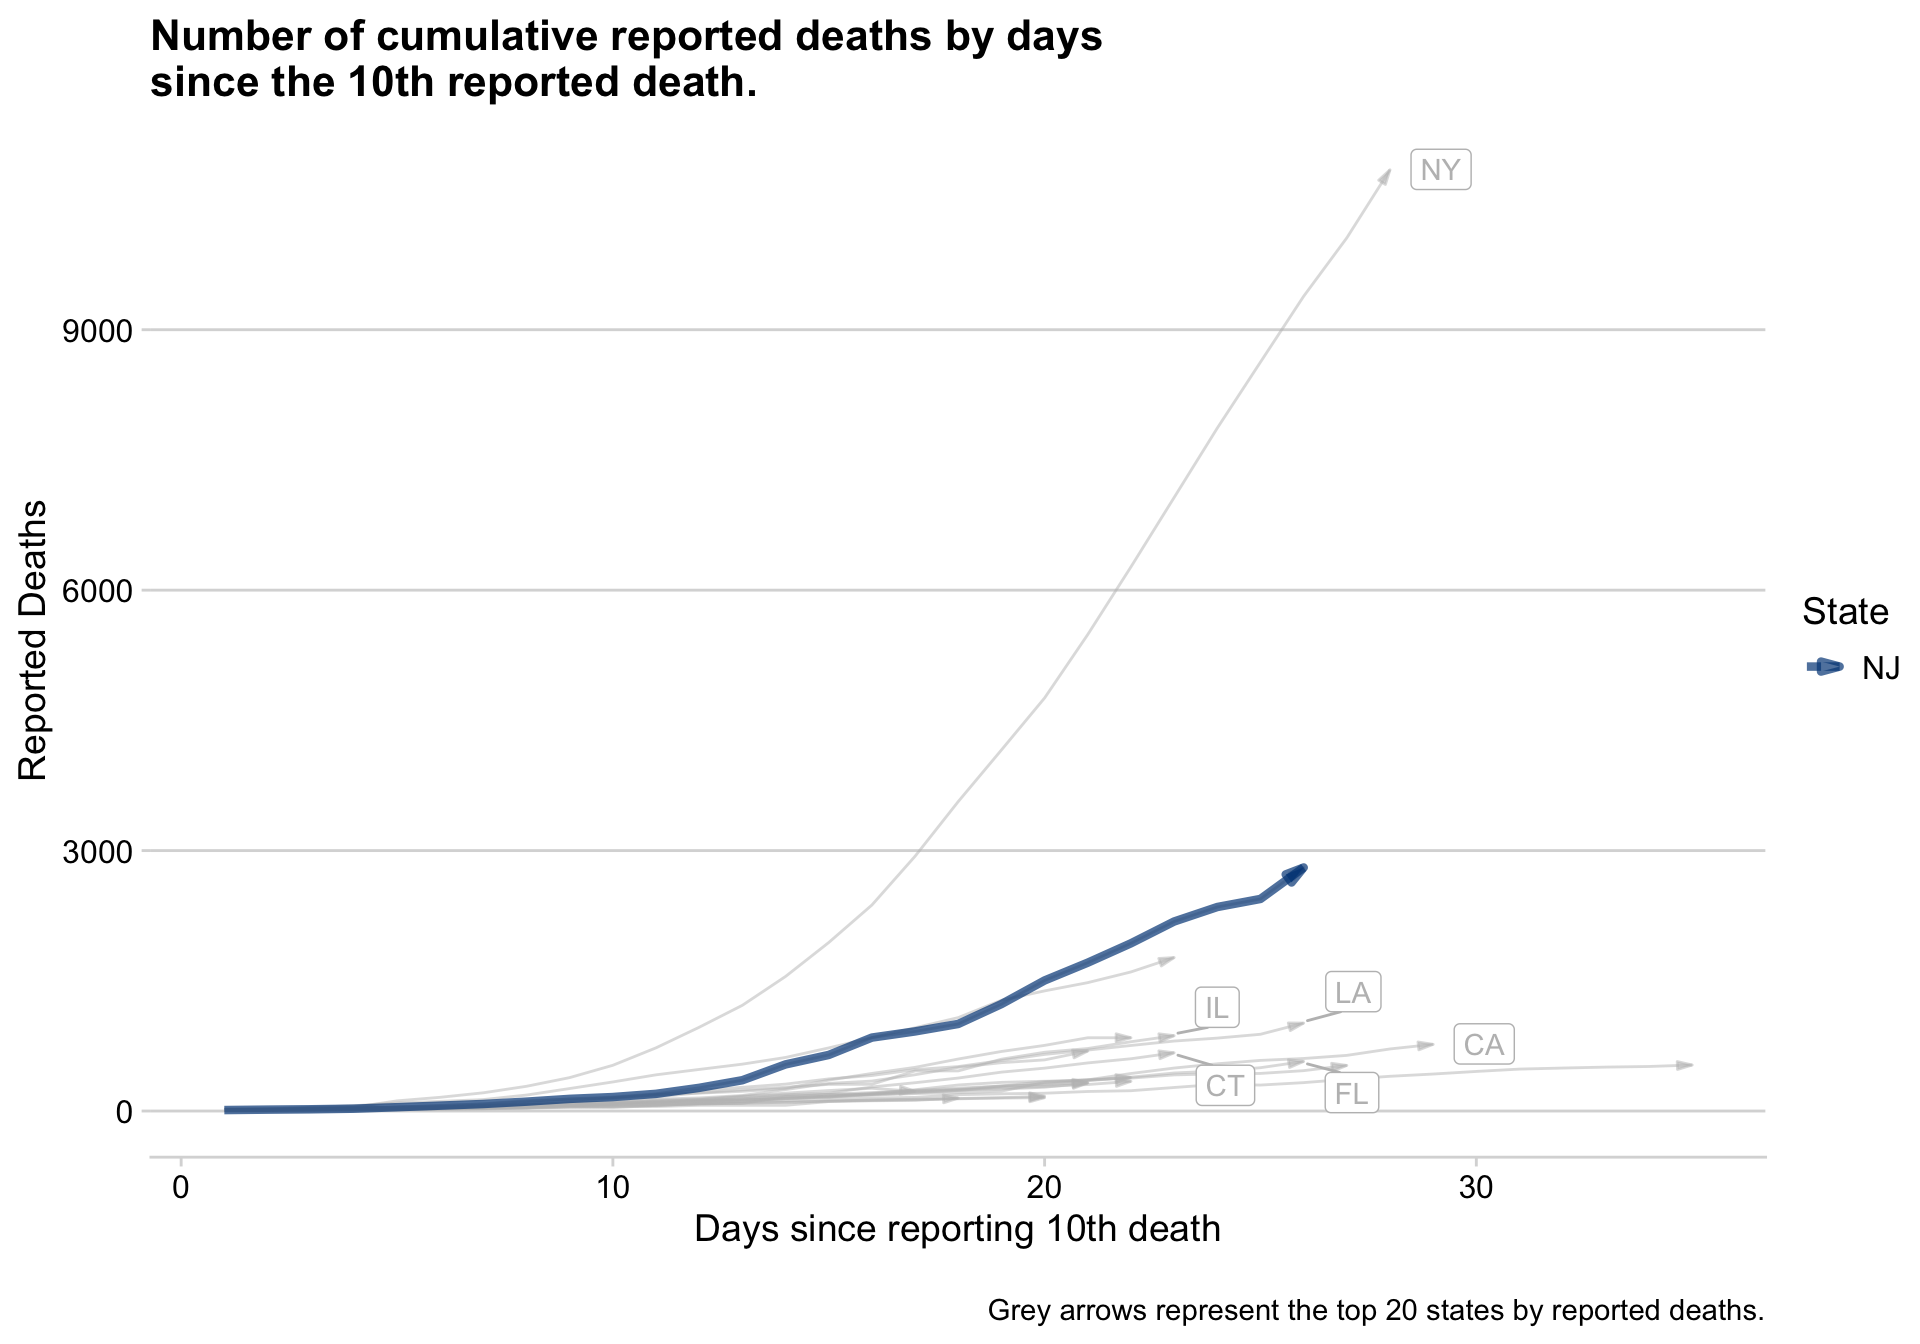 Number of cumulative reported deaths by days
since the 10th reported death.
NY
9000
Reported Deaths
6000
State
NJ
3000
LA
IL
CA
CT
FL
0
0 10 20 30
Days since reporting 10th death
Grey arrows represent the top 20 states by reported deaths.